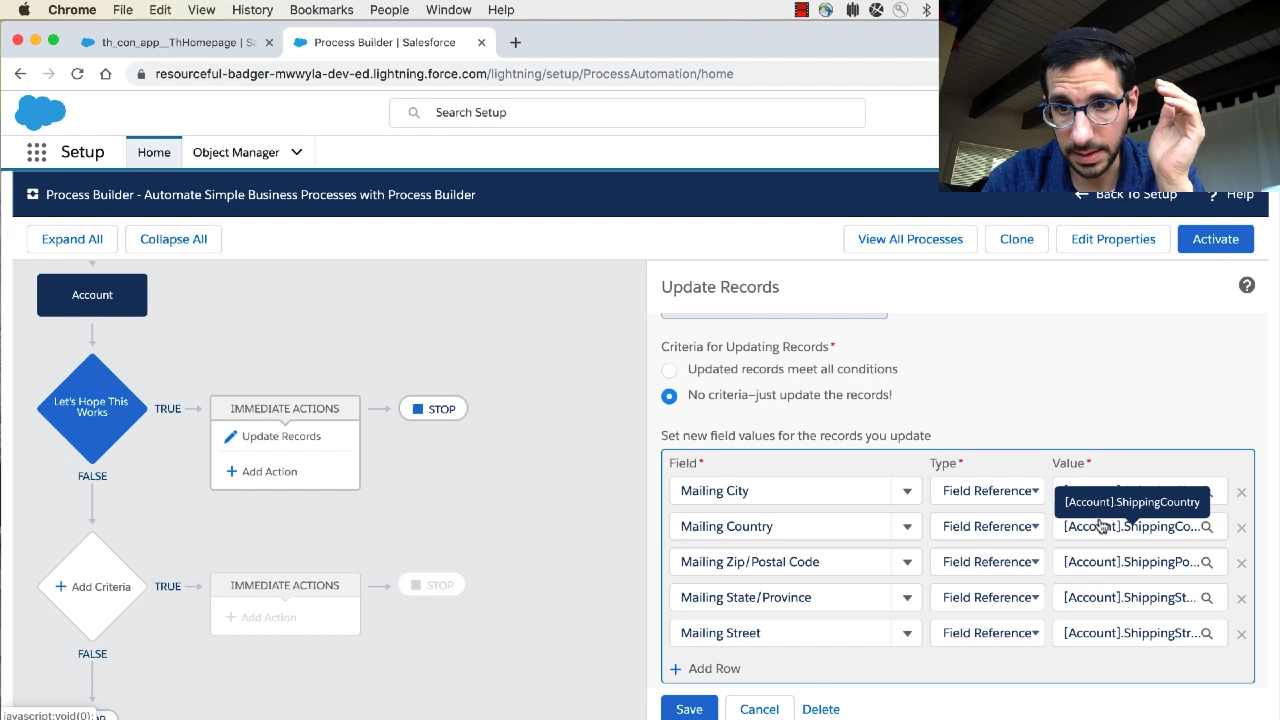 Chrome File Edit View History Bookmarks People Window Help
th_con_app__ThHomepage | Sa
Process Builder | Salesforce
resourceful-badger-mwwyla-dev-ed.lightning.force.com/lightning/setup/ProcessAutomation/home
Search Setup
Setup Home Object Manager
Process Builder - Automate Simple Business Processes with Process Builder
Back To Setup ? Help
Expand All Collapse All View All Processes Clone Edit Properties Activate
Account
Let's Hope This
Works
TRUE
IMMEDIATE ACTIONS
Update Records
+ Add Action
STOP
FALSE
+ Add Criteria
TRUE
IMMEDIATE ACTIONS
+ Add Action
STOP
FALSE
javascript:void(0);
Update Records
?
Criteria for Updating Records*
Updated records meet all conditions
No criteria—just update the records!
Set new field values for the records you update
Field* Type* Value*
Mailing City Field Reference
[Account].ShippingCountry
Mailing Country Field Reference [Account].ShippingCo...
Mailing Zip/Postal Code Field Reference [Account].ShippingPo...
Mailing State/Province Field Reference [Account].ShippingSt...
Mailing Street Field Reference [Account].ShippingStr...
+ Add Row
Save Cancel Delete